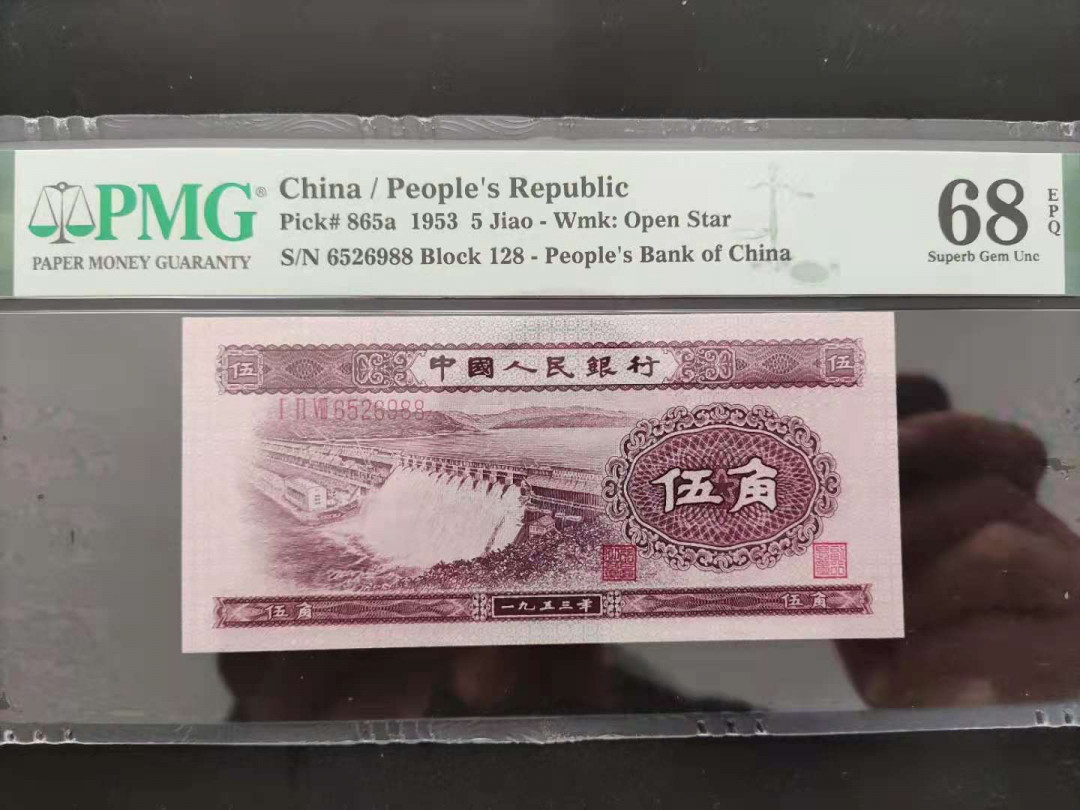 PMG®
PAPER MONEY GUARANTY
China / People's Republic
Pick# 865a 1953 5 Jiao - Wmk: Open Star
S/N 6526988 Block 128 - People's Bank of China
68
EPQ
Superb Gem Unc
伍
中國人民銀行
伍
I II VIII 6526988
伍角
伍角
一九五三年
伍角